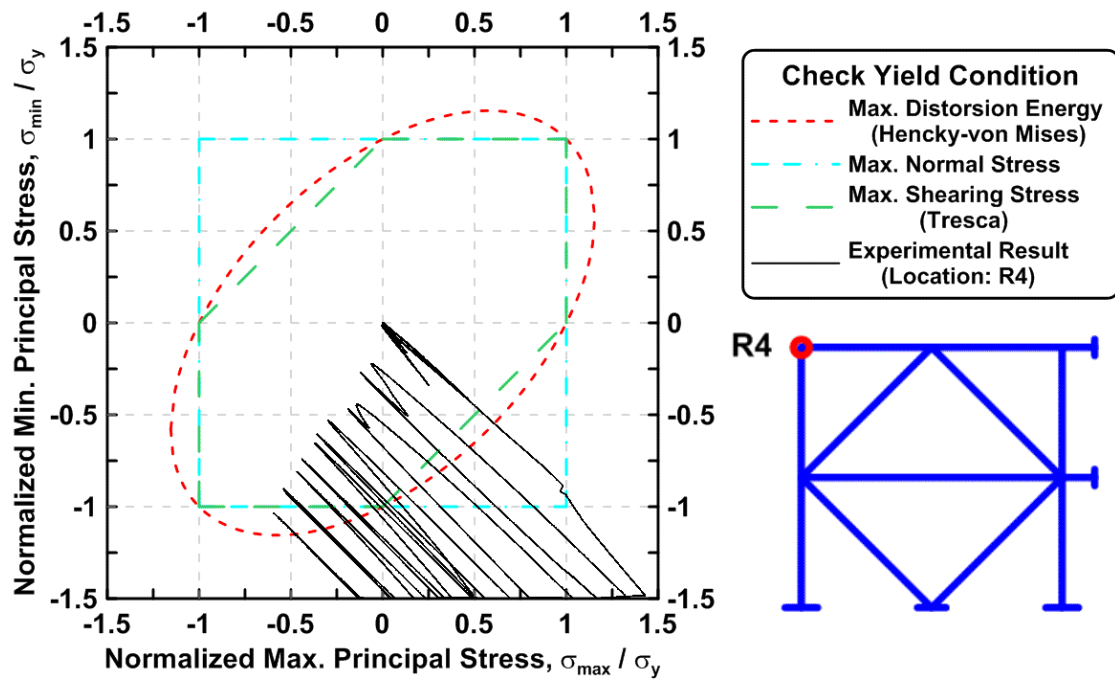 -1.5 -1 -0.5 0 0.5 1 1.5
1.5 1.5
1 1
0.5 0.5
0 0
-0.5 -0.5
-1 -1
-1.5 -1.5
-1.5 -1 -0.5 0 0.5 1 1.5
Normalized Min. Principal Stress, σmin / σy
Normalized Max. Principal Stress, σmax / σy
Check Yield Condition
Max. Distorsion Energy
(Hencky-von Mises)
Max. Normal Stress
Max. Shearing Stress
(Tresca)
Experimental Result
(Location: R4)
R4